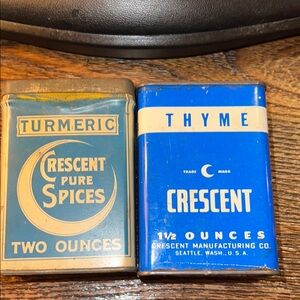 TURMERIC
CRESCENT
PURE
SPICES
TWO OUNCES
THYME
TRADE MARK
CRESCENT
1½ OUNCES
CRESCENT MANUFACTURING CO.
SEATTLE, WASH., U.S.A.